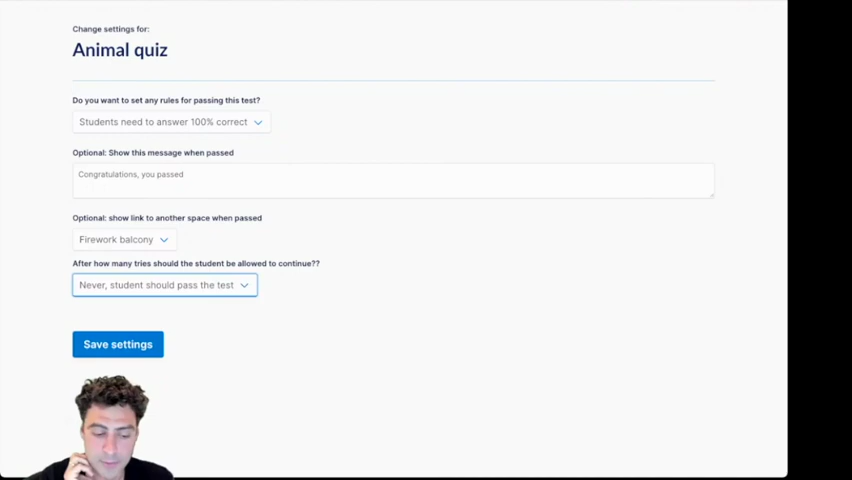 Change settings for:
Animal quiz
Do you want to set any rules for passing this test?
Students need to answer 100% correct
Optional: Show this message when passed
Congratulations, you passed
Optional: show link to another space when passed
Firework balcony
After how many tries should the student be allowed to continue??
Never, student should pass the test
Save settings